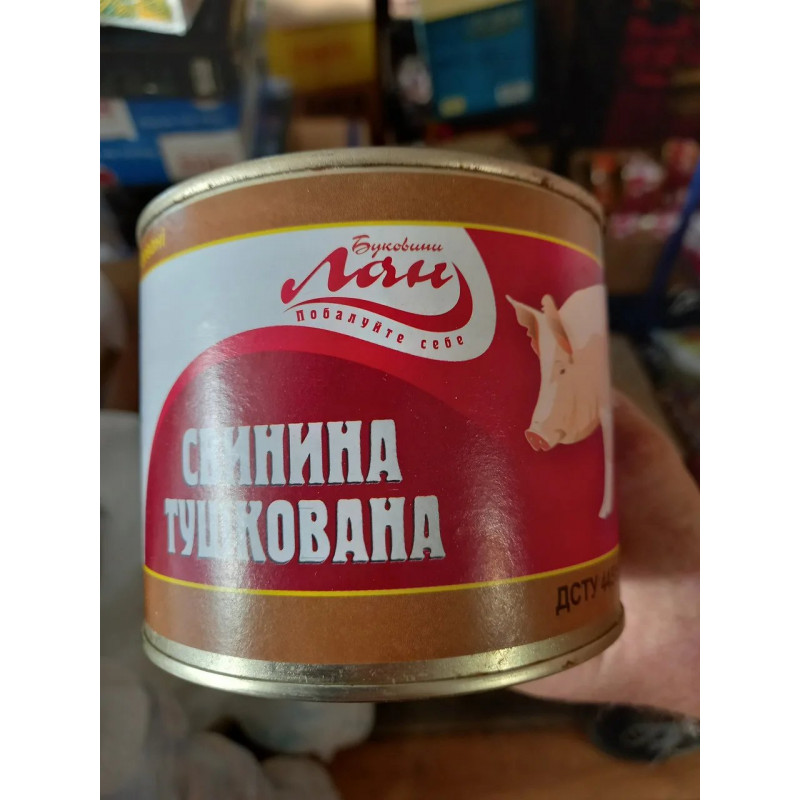 Буковини
Лан
Побалуйте себе
СВИНИНА
ТУШКОВАНА
ДСТУ